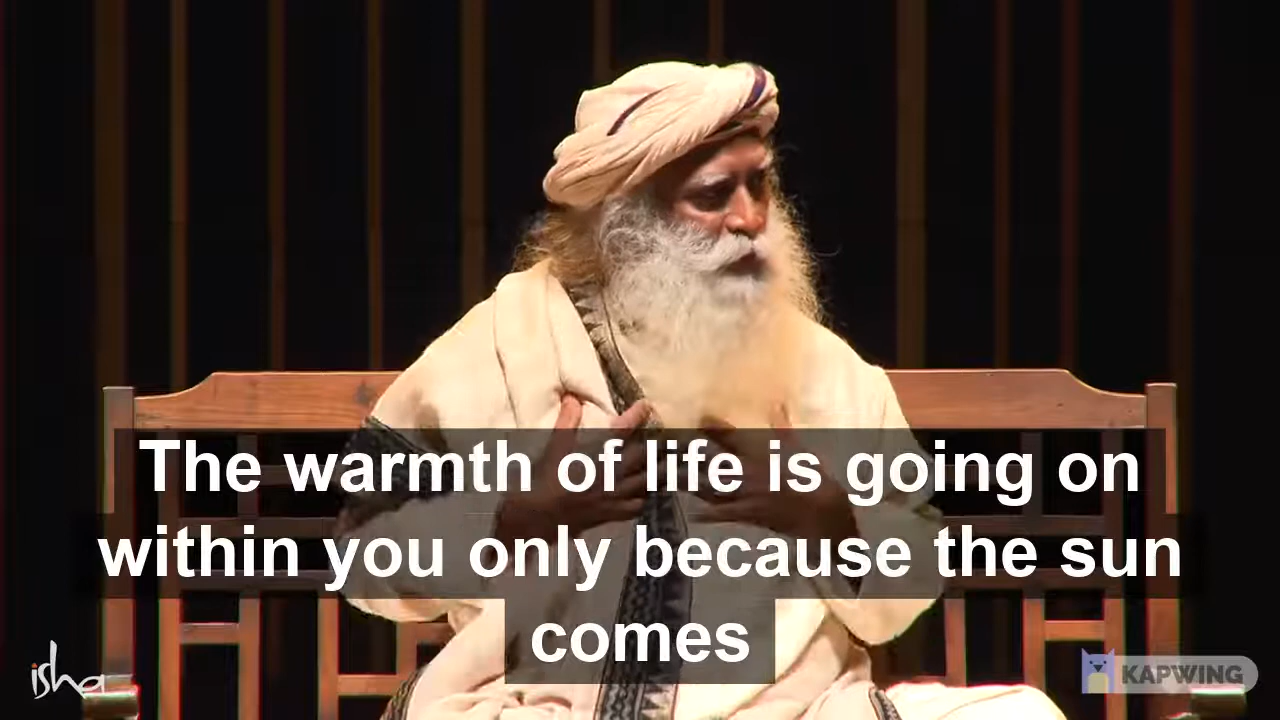 The warmth of life is going on
within you only because the sun
comes
isha
KAPWING